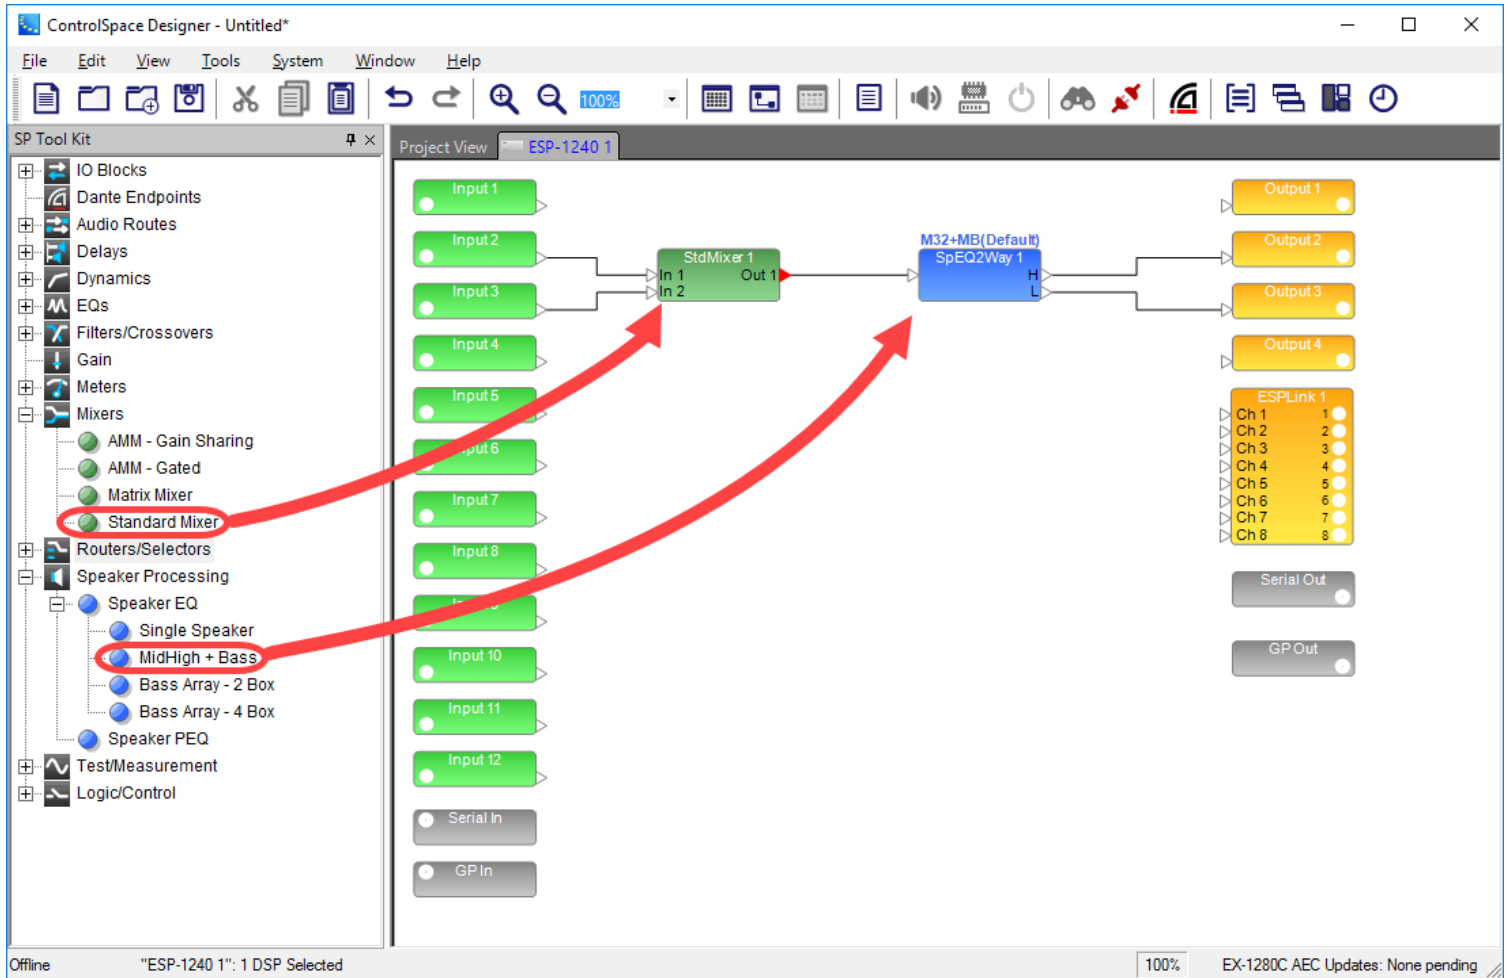 ControlSpace Designer - Untitled*
File Edit View Tools System Window Help
100%
SP Tool Kit
Project View
ESP-1240 1
IO Blocks
Dante Endpoints
Audio Routes
Delays
Dynamics
EQs
Filters/Crossovers
Gain
Meters
Mixers
AMM - Gain Sharing
AMM - Gated
Matrix Mixer
Standard Mixer
Routers/Selectors
Speaker Processing
Speaker EQ
Single Speaker
MidHigh + Bass
Bass Array - 2 Box
Bass Array - 4 Box
Speaker PEQ
Test/Measurement
Logic/Control
Input 1
Input 2
Input 3
Input 4
Input 5
Input 7
Input 8
Input 10
Input 11
Input 12
Serial In
GP In
StdMixer 1
In 1 Out 1
In 2
M32+MB(Default)
SpEQ2Way 1
H
L
Output 1
Output 2
Output 3
Output 4
ESPLink 1
Ch 1 1
Ch 2 2
Ch 3 3
Ch 4 4
Ch 5 5
Ch 6 6
Ch 7 7
Ch 8 8
Serial Out
GP Out
Offline
"ESP-1240 1": 1 DSP Selected
100%
EX-1280C AEC Updates: None pending